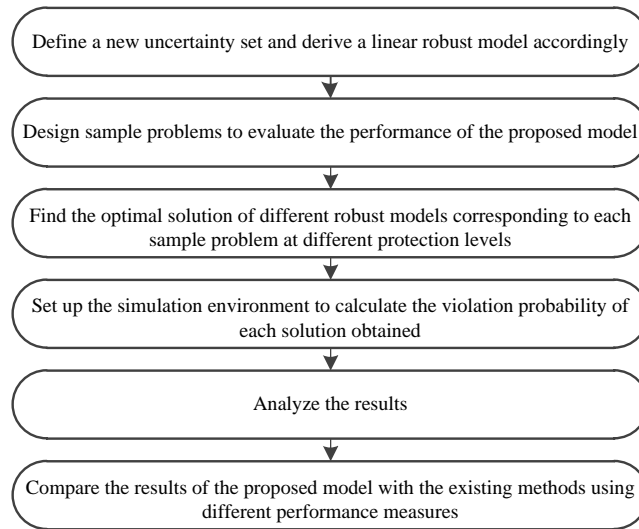 Define a new uncertainty set and derive a linear robust model accordingly
Design sample problems to evaluate the performance of the proposed model
Find the optimal solution of different robust models corresponding to each
sample problem at different protection levels
Set up the simulation environment to calculate the violation probability of
each solution obtained
Analyze the results
Compare the results of the proposed model with the existing methods using
different performance measures